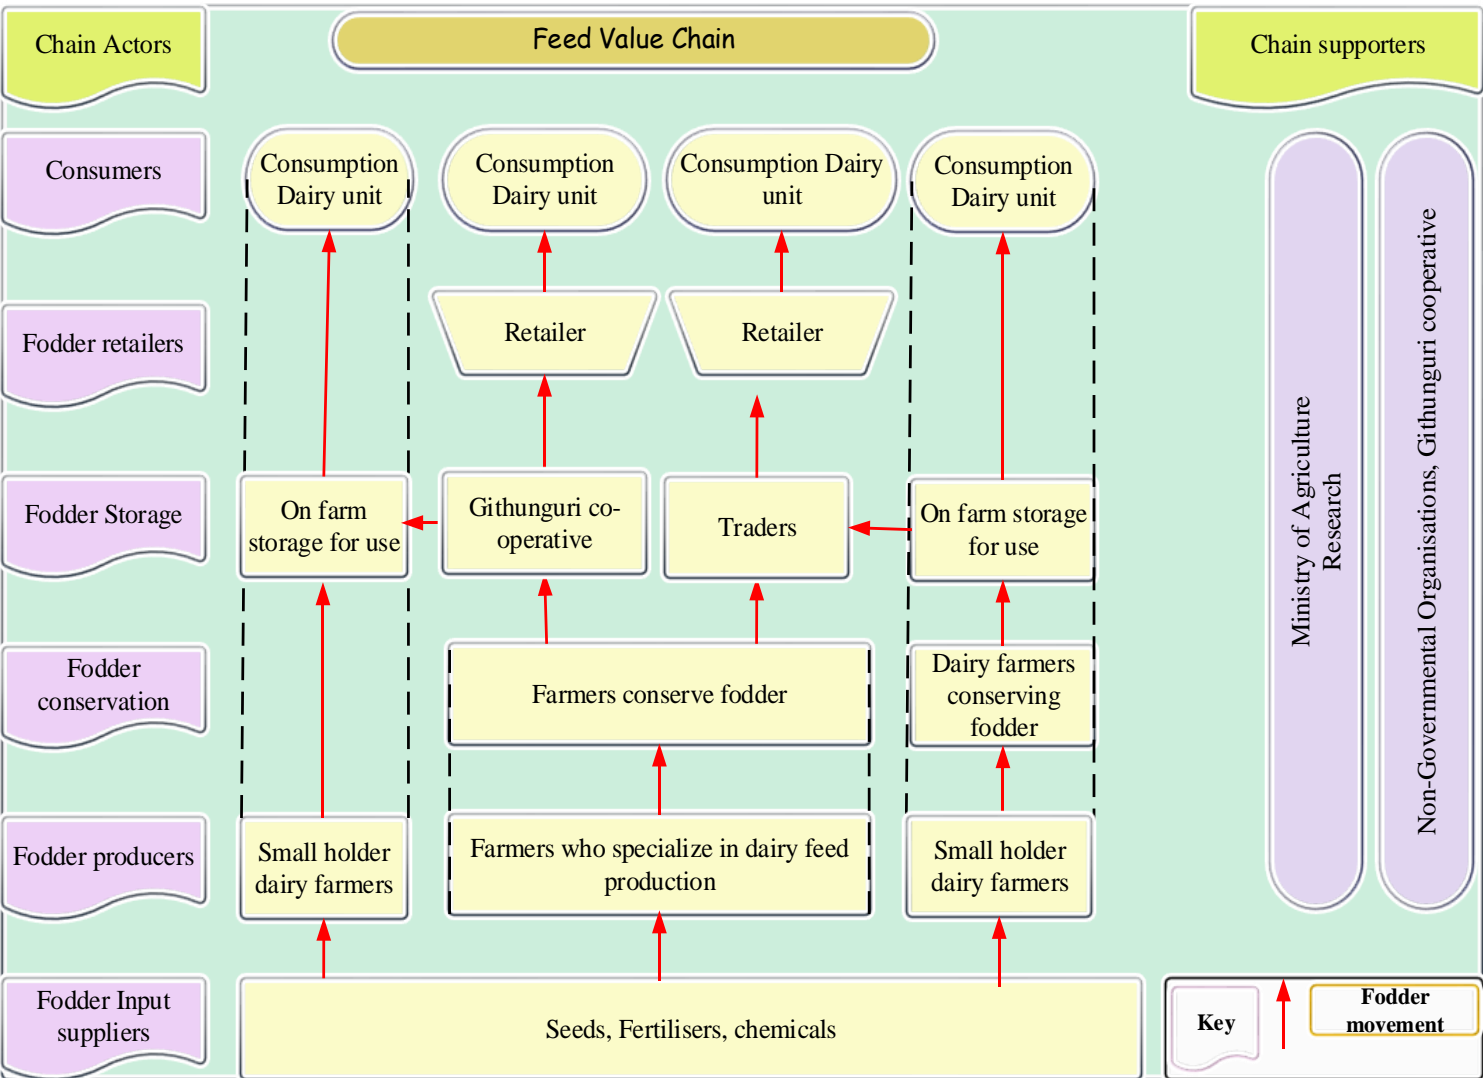 Chain Actors
Feed Value Chain
Chain supporters
Consumers
Consumption
Dairy unit
Consumption
Dairy unit
Consumption Dairy
unit
Consumption
Dairy unit
Fodder retailers
Retailer
Retailer
Fodder Storage
On farm
storage for use
Githunguri co-
operative
Traders
On farm storage
for use
Fodder
conservation
Farmers conserve fodder
Dairy farmers
conserving
fodder
Fodder producers
Small holder
dairy farmers
Farmers who specialize in dairy feed
production
Small holder
dairy farmers
Fodder Input
suppliers
Seeds, Fertilisers, chemicals
Ministry of Agriculture
Research
Non-Governmental Organisations, Githunguri cooperative
Key
Fodder
movement